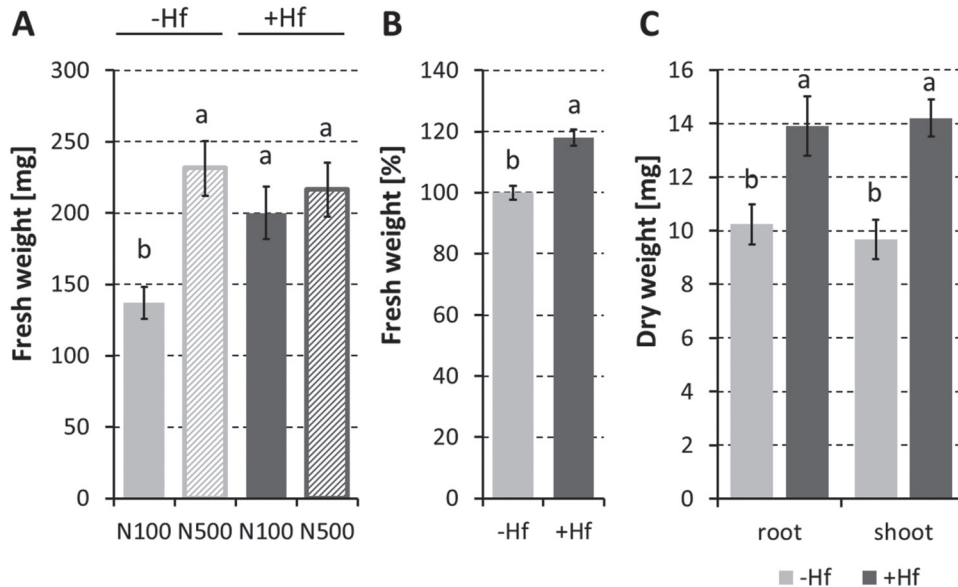 A
-Hf +Hf
Fresh weight [mg]
300
250
200
150
100
50
0
b
a
a
a
N100 N500 N100 N500
B
Fresh weight [%]
140
120
100
80
60
40
20
0
b
a
-Hf +Hf
C
Dry weight [mg]
16
14
12
10
8
6
4
2
0
b
a
b
a
root shoot
-Hf +Hf